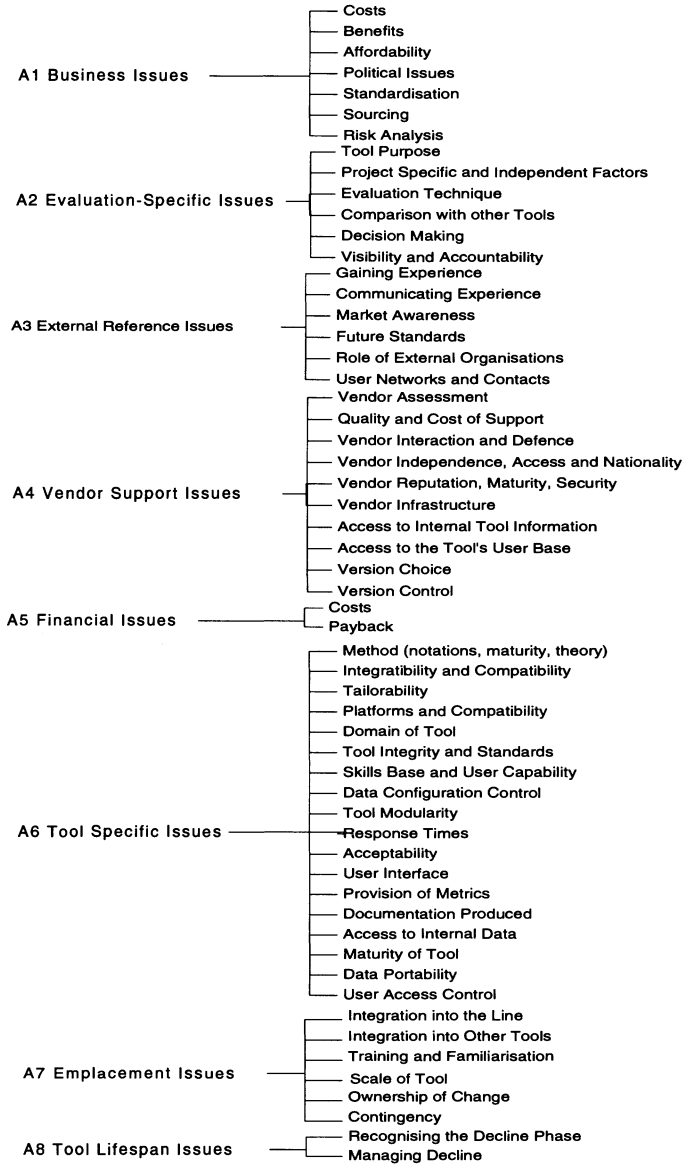 A1 Business Issues
Costs
Benefits
Affordability
Political Issues
Standardisation
Sourcing
Risk Analysis
A2 Evaluation-Specific Issues
Tool Purpose
Project Specific and Independent Factors
Evaluation Technique
Comparison with other Tools
Decision Making
Visibility and Accountability
A3 External Reference Issues
Gaining Experience
Communicating Experience
Market Awareness
Future Standards
Role of External Organisations
User Networks and Contacts
A4 Vendor Support Issues
Vendor Assessment
Quality and Cost of Support
Vendor Interaction and Defence
Vendor Independence, Access and Nationality
Vendor Reputation, Maturity, Security
Vendor Infrastructure
Access to Internal Tool Information
Access to the Tool's User Base
Version Choice
Version Control
A5 Financial Issues
Costs
Payback
A6 Tool Specific Issues
Method (notations, maturity, theory)
Integratibility and Compatibility
Tailorability
Platforms and Compatibility
Domain of Tool
Tool Integrity and Standards
Skills Base and User Capability
Data Configuration Control
Tool Modularity
Response Times
Acceptability
User Interface
Provision of Metrics
Documentation Produced
Access to Internal Data
Maturity of Tool
Data Portability
User Access Control
A7 Emplacement Issues
Integration into the Line
Integration into Other Tools
Training and Familiarisation
Scale of Tool
Ownership of Change
Contingency
A8 Tool Lifespan Issues
Recognising the Decline Phase
Managing Decline